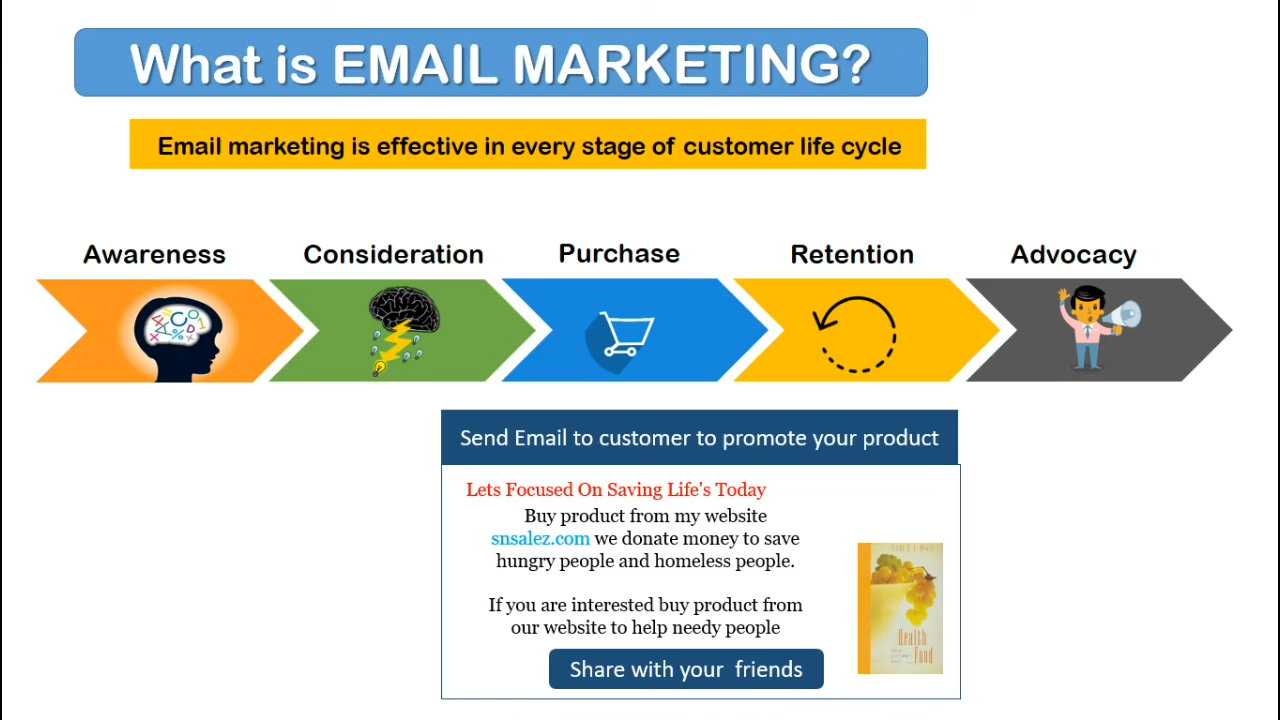 What is EMAIL MARKETING?
Email marketing is effective in every stage of customer life cycle
Awareness
Consideration
Purchase
Retention
Advocacy
Send Email to customer to promote your product
Lets Focused On Saving Life's Today
Buy product from my website
snsalez.com we donate money to save
hungry people and homeless people.
If you are interested buy product from
our website to help needy people
Health
Food
Share with your friends